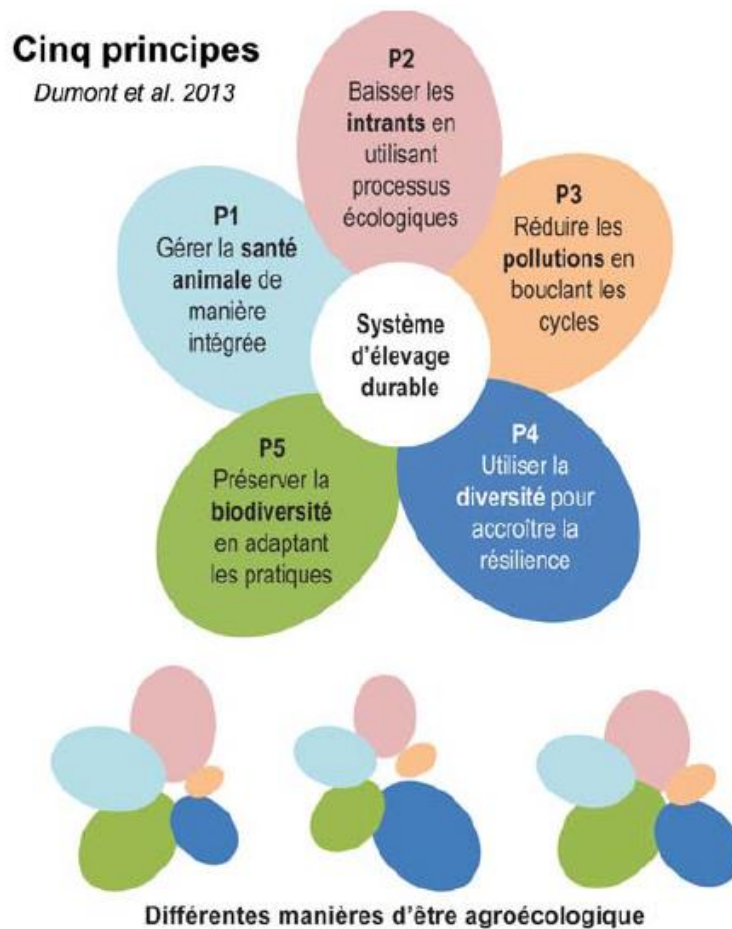 Cinq principes
Dumont et al. 2013
P2
Baisser les
intrants en
utilisant
processus
écologiques
P1
Gérer la santé
animale de
manière
intégrée
P3
Réduire les
pollutions en
bouclant les
cycles
Système
d'élevage
durable
P5
Préserver la
biodiversité
en adaptant
les pratiques
P4
Utiliser la
diversité pour
accroître la
résilience
Différentes manières d'être agroécologique